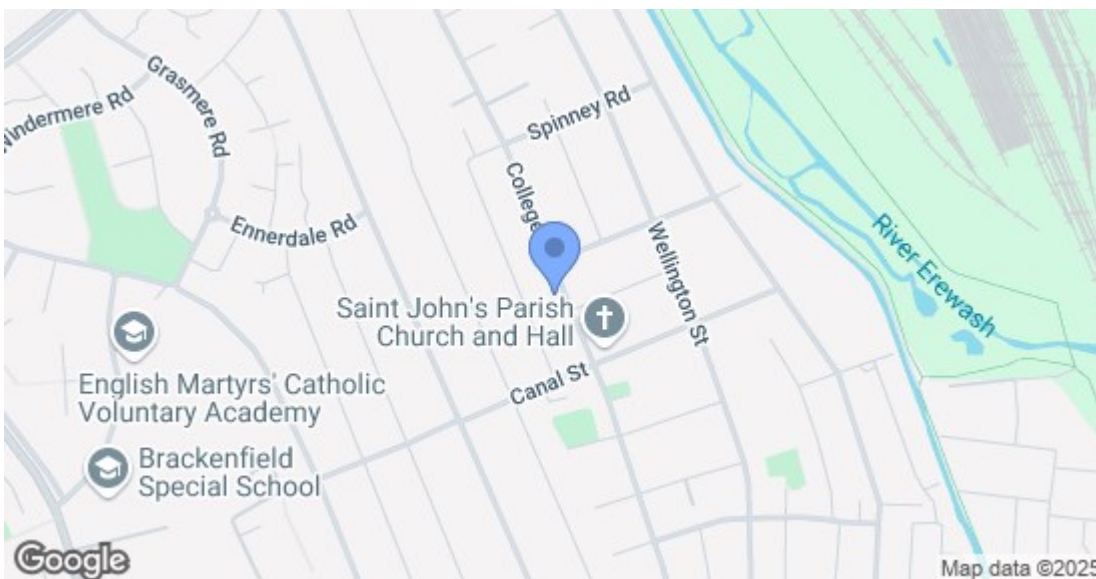 Grasmere Rd
Windermere Rd
Spinney Rd
College
Ennerdale Rd
Wellington St
River Erewash
Saint John's Parish
Church and Hall
Canal St
English Martyrs' Catholic
Voluntary Academy
Brackenfield
Special School
Google
Map data ©2025